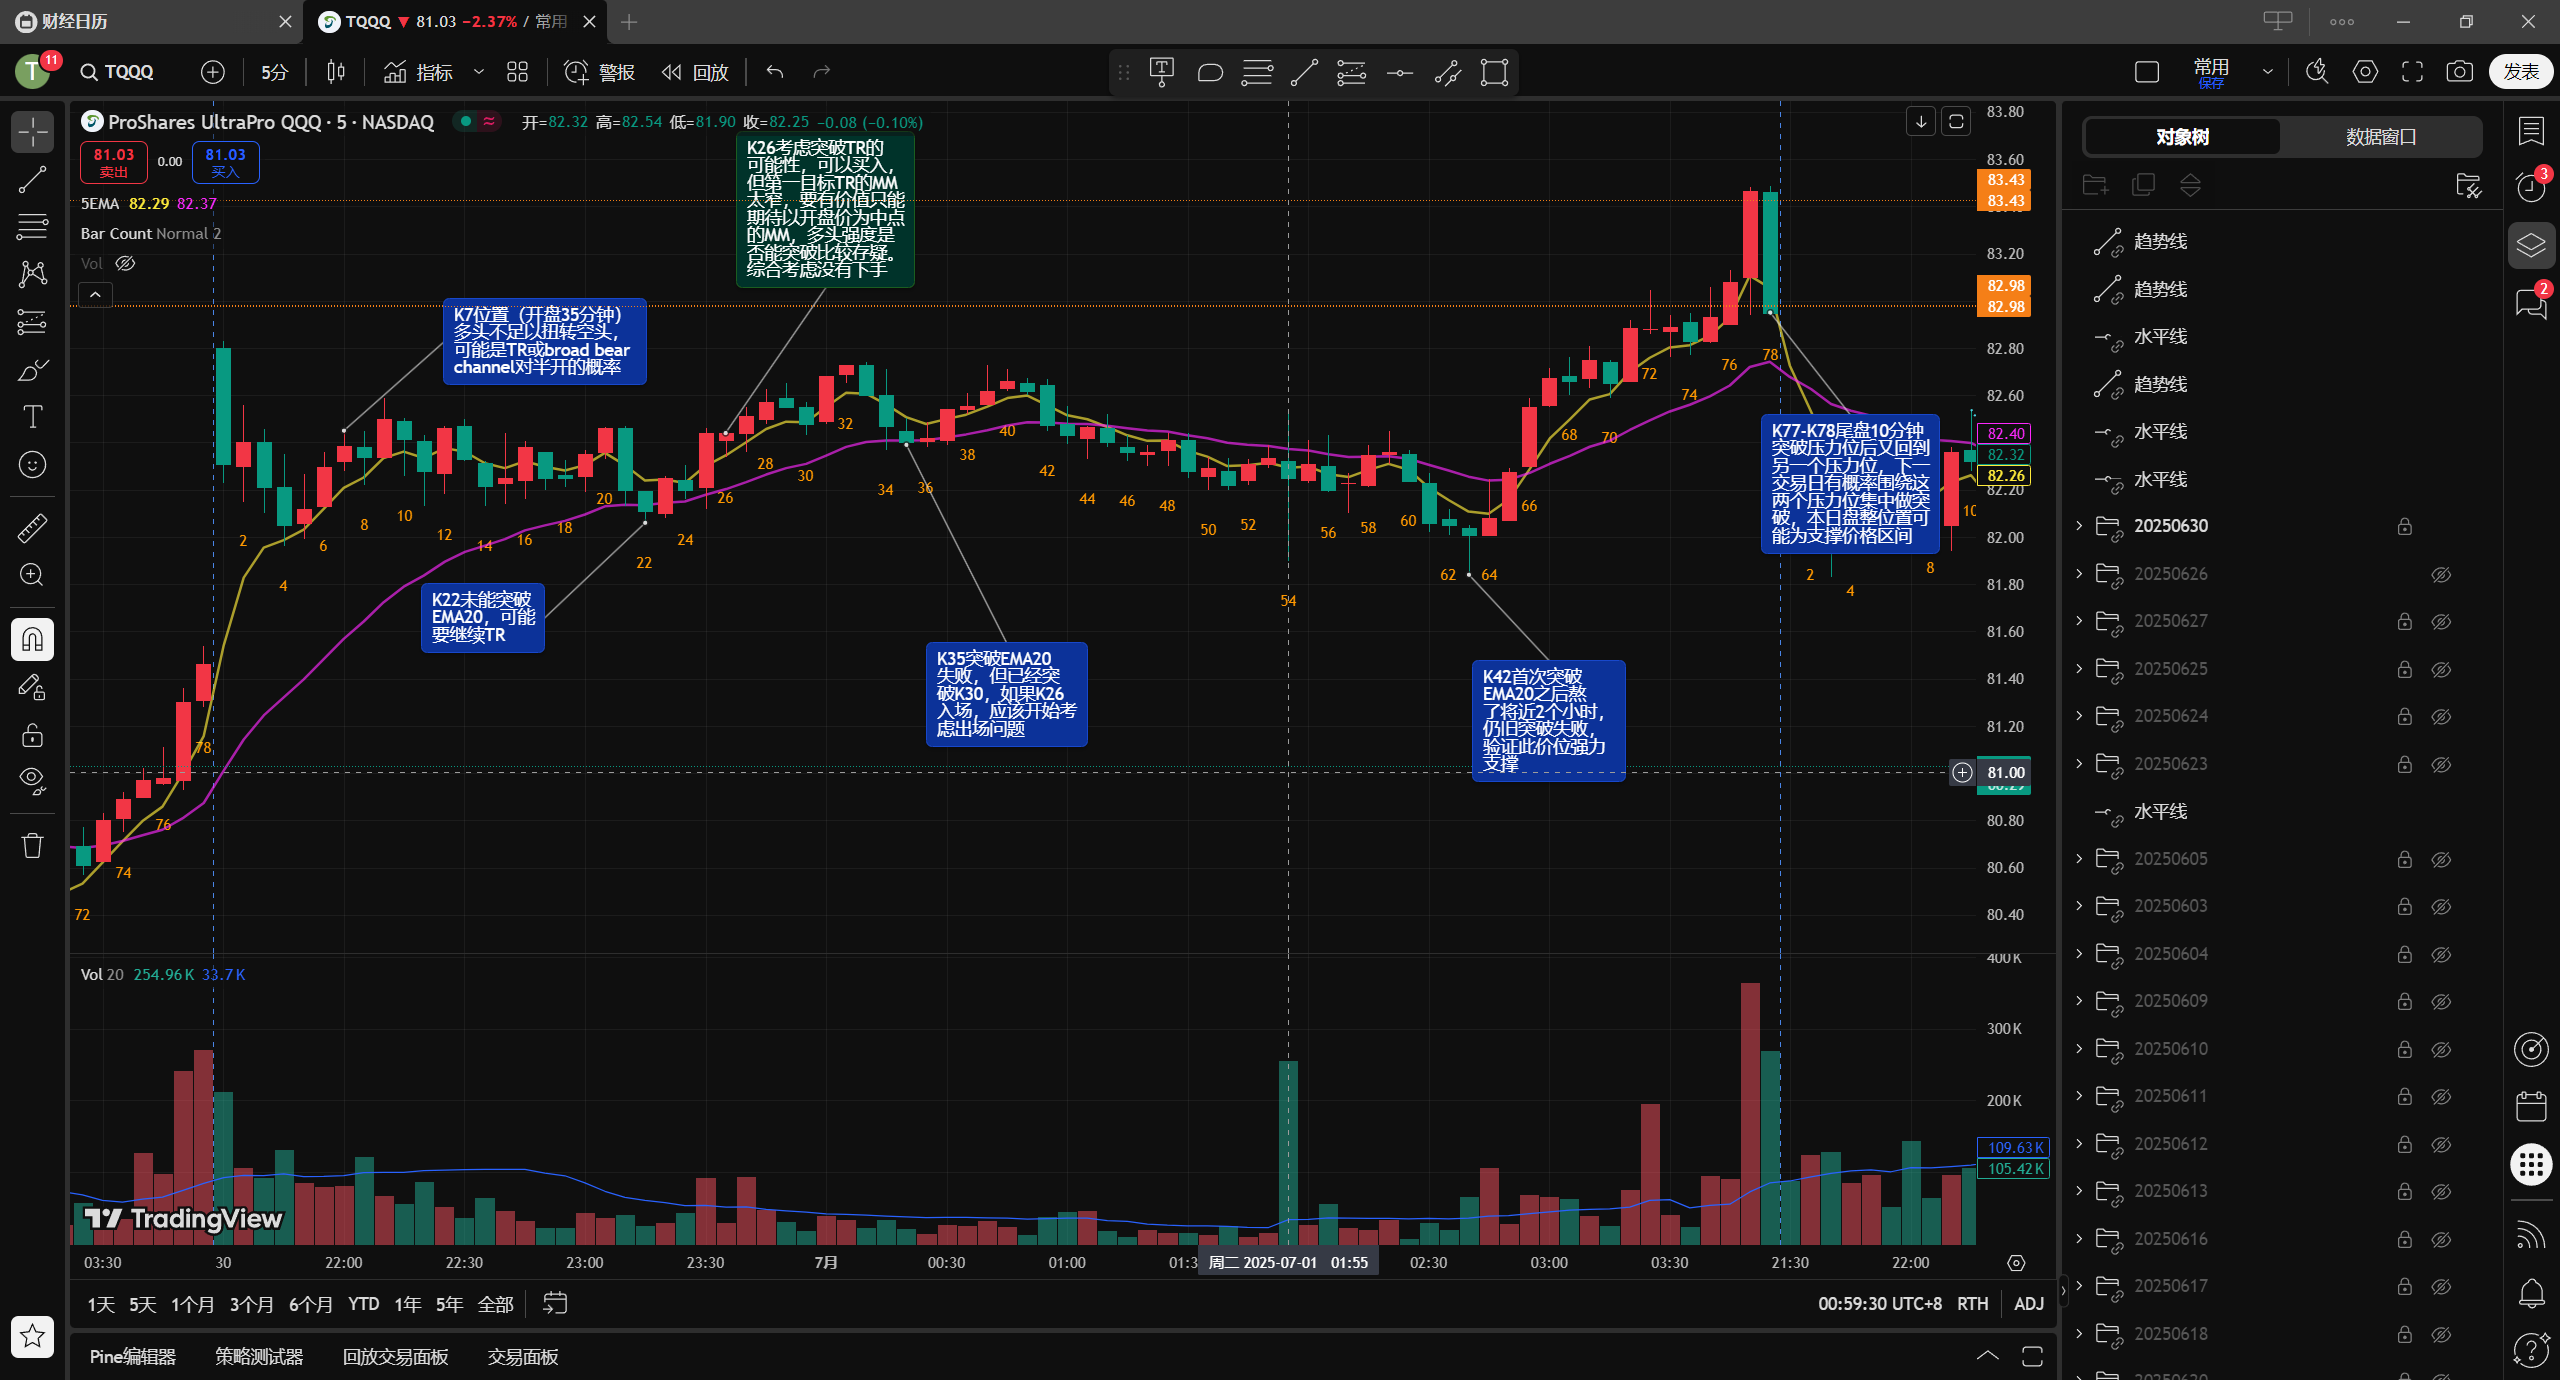 财经日历
TQQQ ▼ 81.03 −2.37% / 常用
T
11
TQQQ
5分
指标
警报
回放
常用
保存
发表
ProShares UltraPro QQQ · 5 · NASDAQ
开=82.32 高=82.54 低=81.90 收=82.25 −0.08 (−0.10%)
81.03
卖出
0.00
81.03
买入
5EMA 82.29 82.37
Bar Count Normal 2
Vol
K26考虑突破TR的
可能性，可以买入，
但第一目标TR的MM
太窄，要有价值只能
期待以开盘价为中点
的MM，多头强度是
否能突破比较存疑。
综合考虑没有下手
K7位置（开盘35分钟）
多头不足以扭转空头，
可能是TR或broad bear
channel对半开的概率
K22未能突破
EMA20，可能
要继续TR
K35突破EMA20
失败，但已经突
破K30，如果K26
入场，应该开始考
虑出场问题
K42首次突破
EMA20之后熬
了将近2个小时，
仍旧突破失败，
验证此价位强力
支撑
K77-K78尾盘10分钟
突破压力位后又回到
另一个压力位，下一
交易日有概率围绕这
两个压力位集中做突
破，本日盘整位置可
能为支撑价格区间
72
74
76
78
2
4
6
8
10
12
14
16
18
20
22
24
26
28
30
32
34
36
38
40
42
44
46
48
50
52
54
56
58
60
62
64
66
68
70
72
74
76
78
2
4
8
10
83.80
83.60
83.43
83.43
83.20
82.98
82.98
82.80
82.60
82.40
82.32
82.26
82.20
82.00
81.80
81.60
81.40
81.20
81.00
80.80
80.60
80.40
Vol 20 254.96 K 33.7 K
400 K
300 K
200 K
109.63 K
105.42 K
TradingView
03:30
30
22:00
22:30
23:00
23:30
7月
00:30
01:00
01:3
周二 2025-07-01 01:55
02:30
03:00
03:30
21:30
22:00
1天 5天 1个月 3个月 6个月 YTD 1年 5年 全部
00:59:30 UTC+8 RTH ADJ
Pine编辑器 策略测试器 回放交易面板 交易面板
对象树
数据窗口
趋势线
趋势线
水平线
趋势线
水平线
水平线
20250630
20250626
20250627
20250625
20250624
20250623
水平线
20250605
20250603
20250604
20250609
20250610
20250611
20250612
20250613
20250616
20250617
20250618
3
2